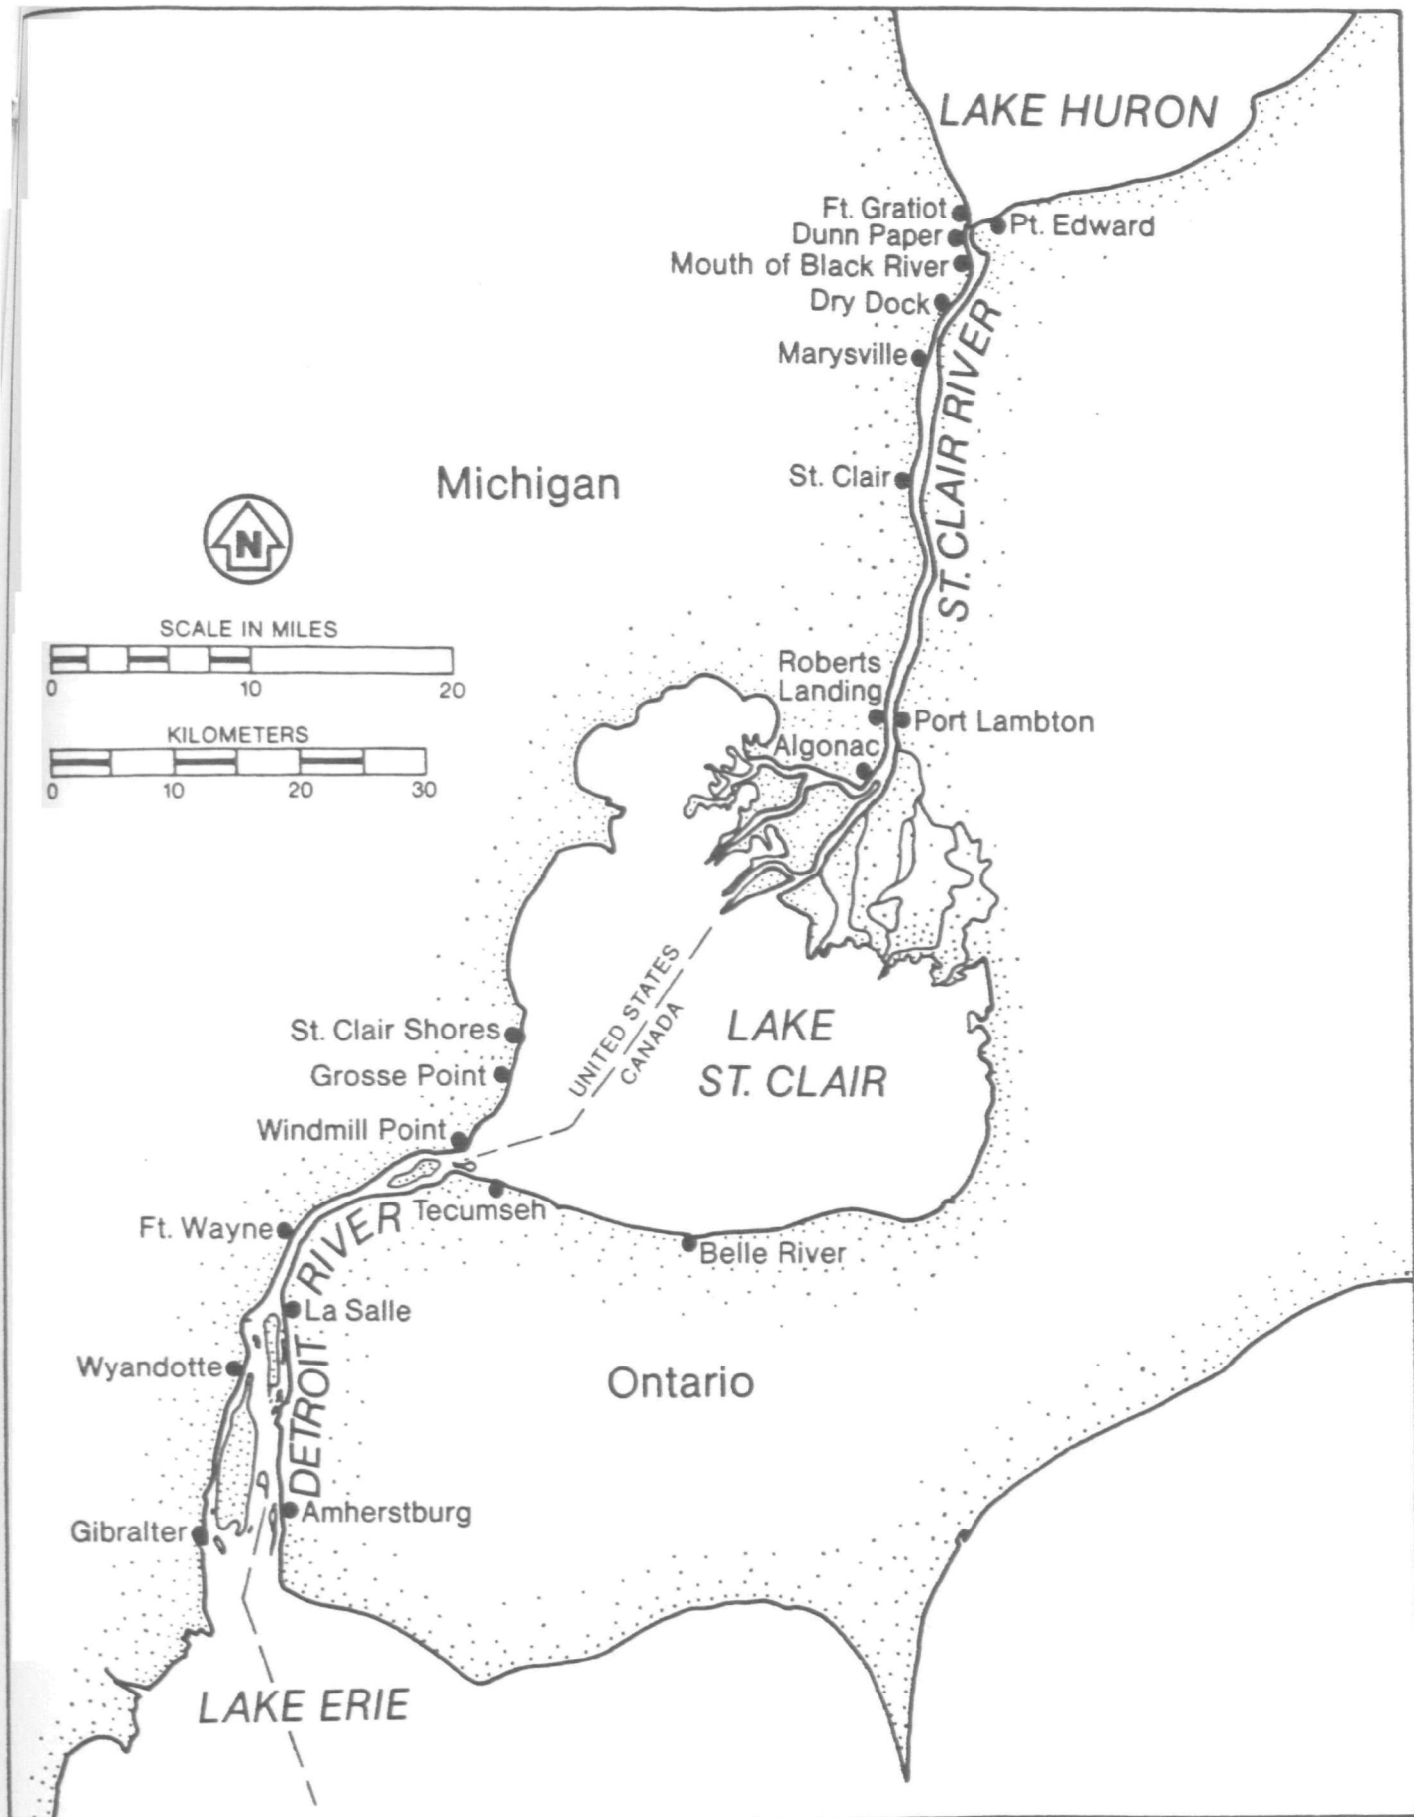 LAKE HURON
Ft. Gratiot
Pt. Edward
Dunn Paper
Mouth of Black River
Dry Dock
Marysville
ST. CLAIR RIVER
Michigan
St. Clair
N
SCALE IN MILES
0 10 20
KILOMETERS
0 10 20 30
Roberts
Landing
Port Lambton
Algonac
UNITED STATES
CANADA
LAKE
ST. CLAIR
St. Clair Shores
Grosse Point
Windmill Point
Tecumseh
Ft. Wayne
Belle River
DETROIT RIVER
La Salle
Wyandotte
Ontario
Amherstburg
Gibralter
LAKE ERIE